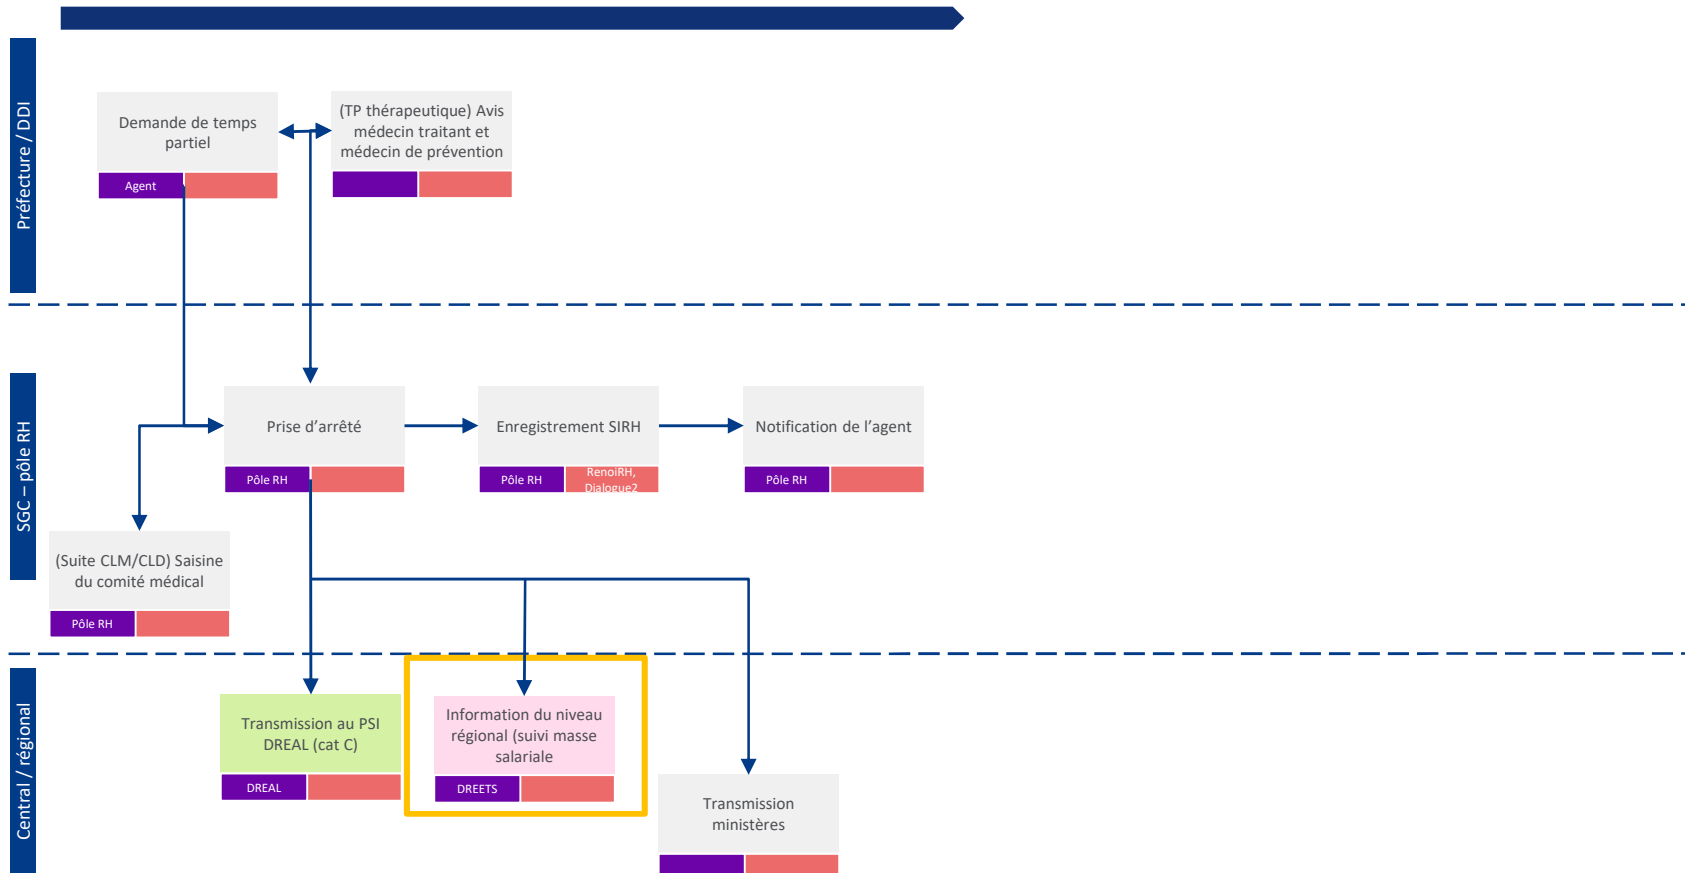 Préfecture / DDI
Demande de temps
partiel
Agent
(TP thérapeutique) Avis
médecin traitant et
médecin de prévention
SGC – pôle RH
Prise d’arrêté
Pôle RH
Enregistrement SIRH
Pôle RH
RenoiRH,
Dialogue2
Notification de l’agent
Pôle RH
(Suite CLM/CLD) Saisine
du comité médical
Pôle RH
Central / régional
Transmission au PSI
DREAL (cat C)
DREAL
Information du niveau
régional (suivi masse
salariale
DREETS
Transmission
ministères